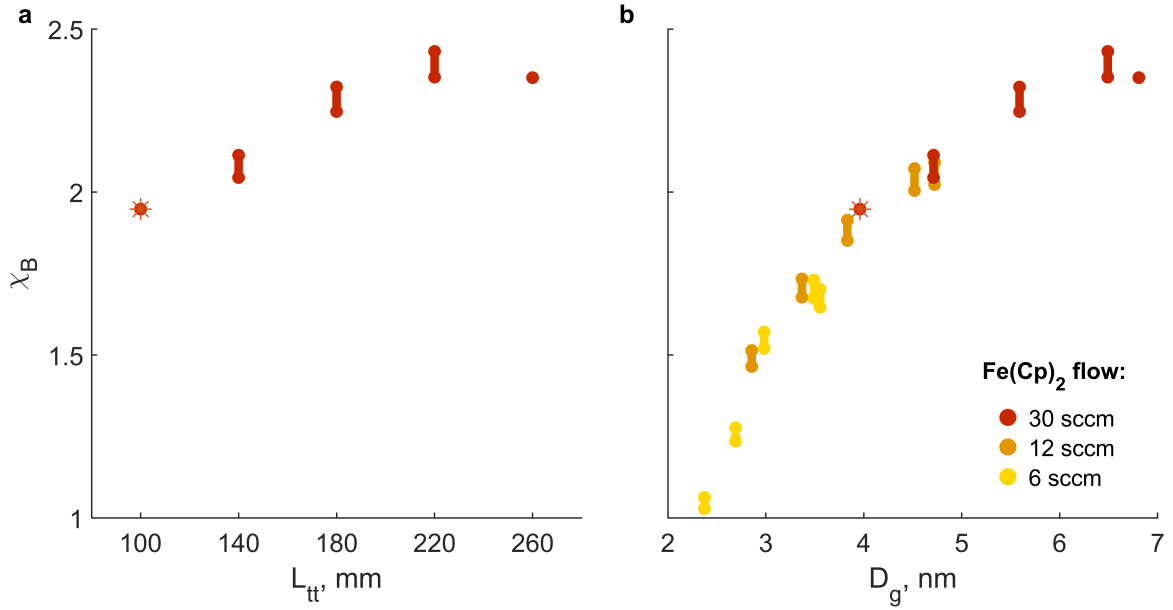 a
b
2.5
2
1.5
1
χB
100 140 180 220 260
Ltt, mm
2 3 4 5 6 7
Dg, nm
Fe(Cp)2 flow:
30 sccm
12 sccm
6 sccm